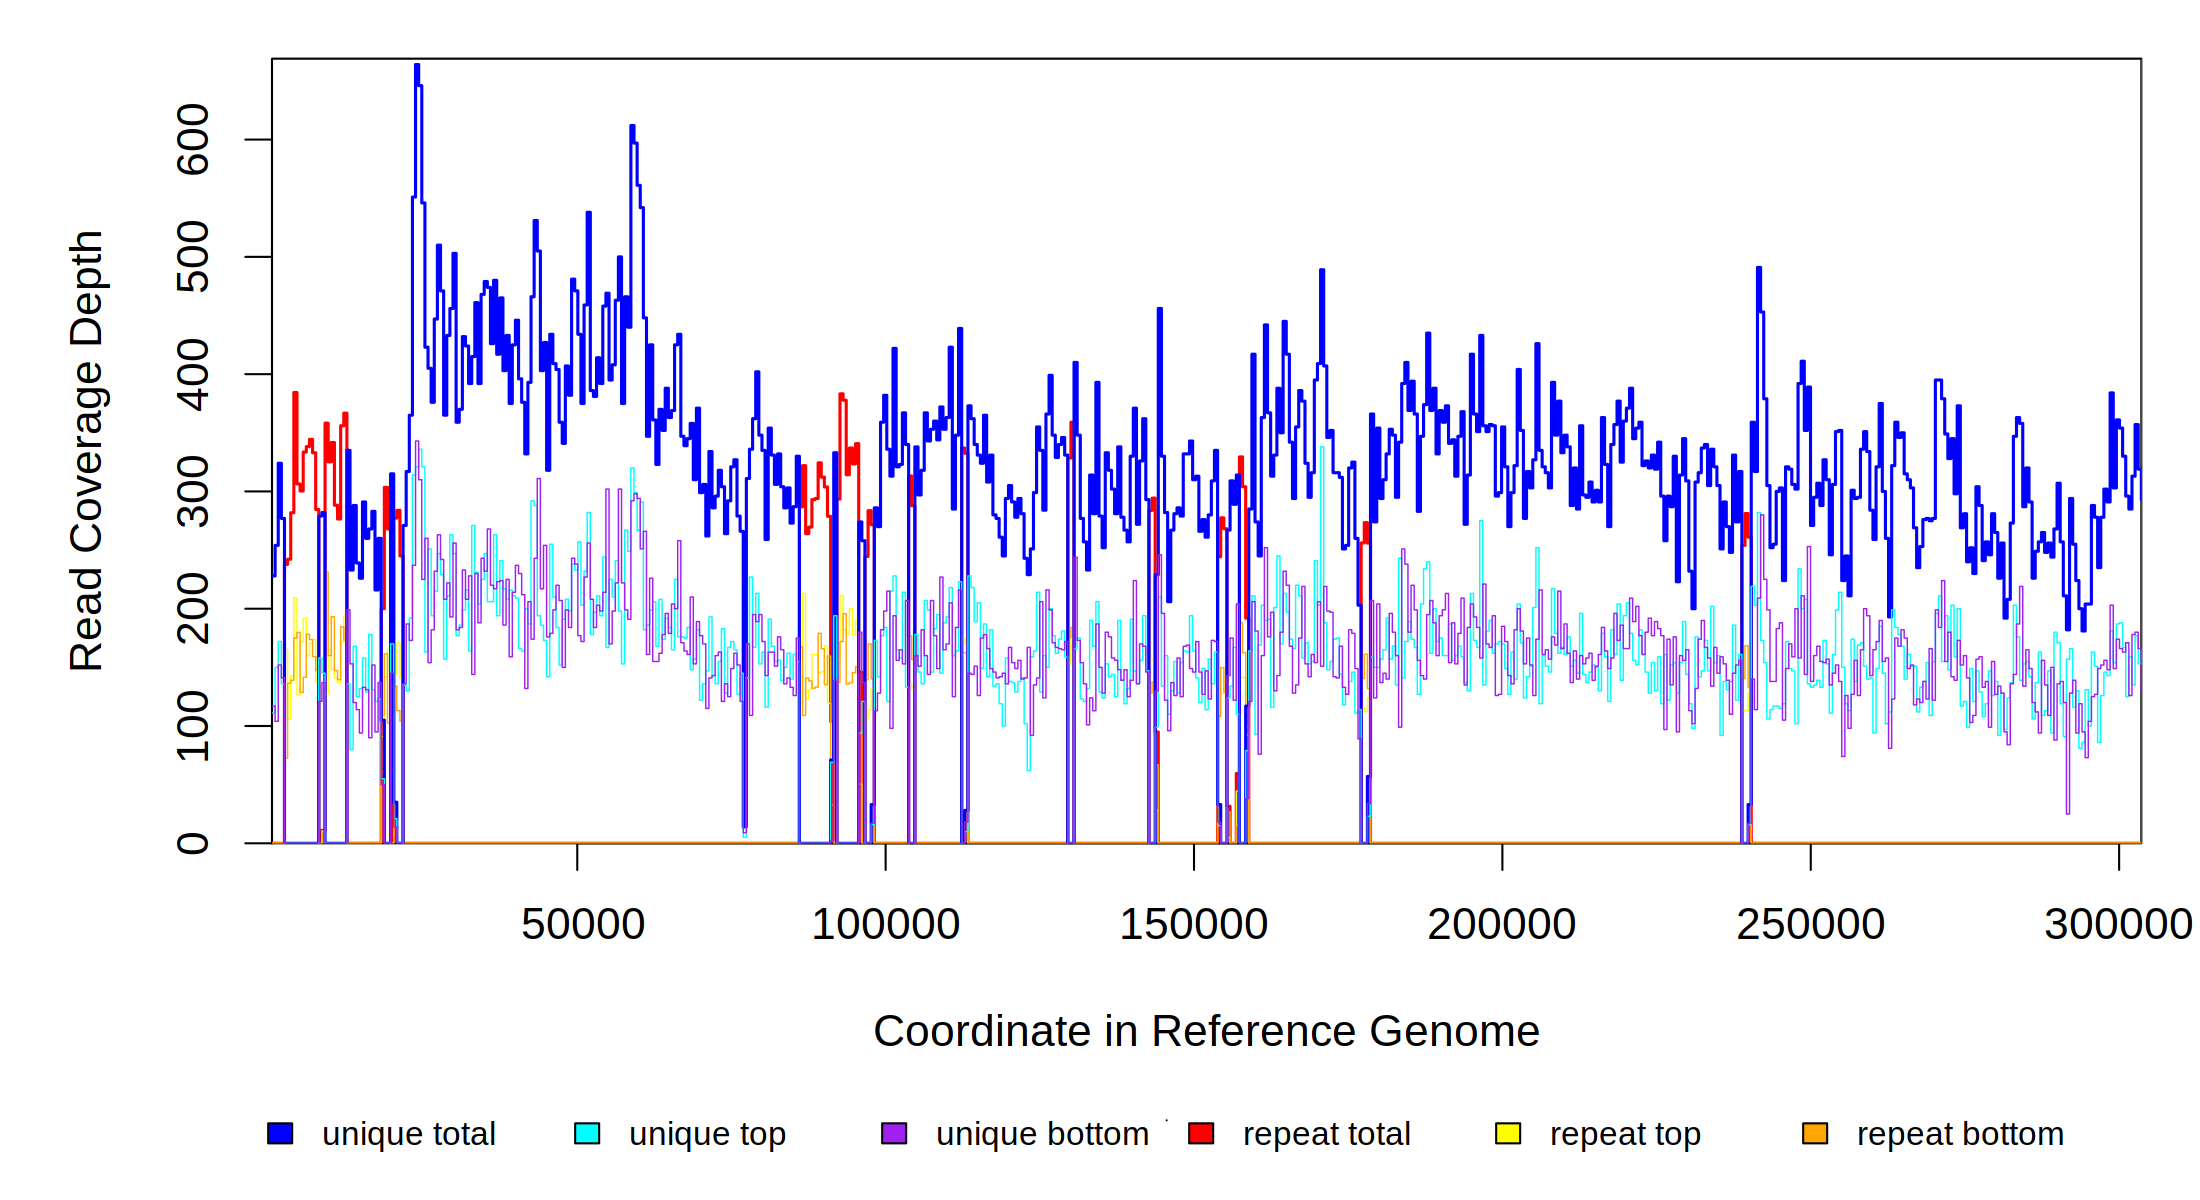 Read Coverage Depth
600
500
400
300
200
100
0
50000 100000 150000 200000 250000 300000
Coordinate in Reference Genome
unique total unique top unique bottom repeat total repeat top repeat bottom